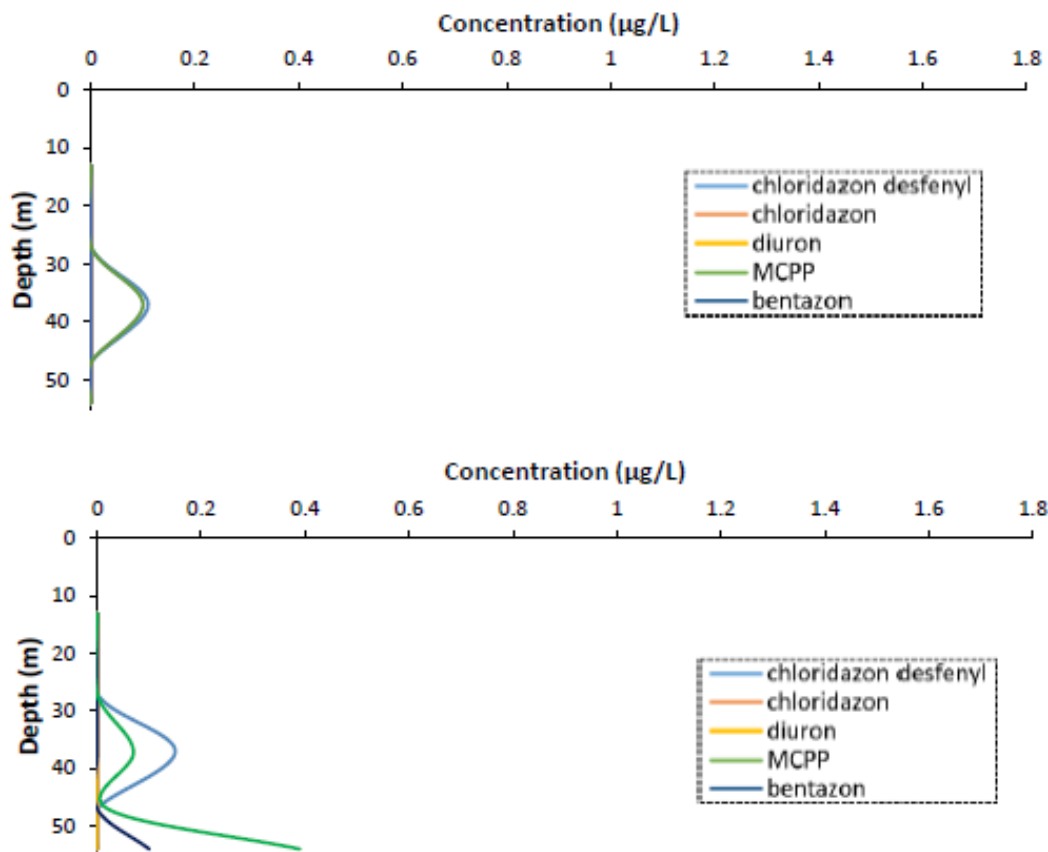 Concentration (µg/L)
0 0.2 0.4 0.6 0.8 1 1.2 1.4 1.6 1.8
0
10
20
30
40
50
Depth (m)
chloridazon desfenyl
chloridazon
diuron
MCPP
bentazon
Concentration (µg/L)
0 0.2 0.4 0.6 0.8 1 1.2 1.4 1.6 1.8
0
10
20
30
40
50
Depth (m)
chloridazon desfenyl
chloridazon
diuron
MCPP
bentazon